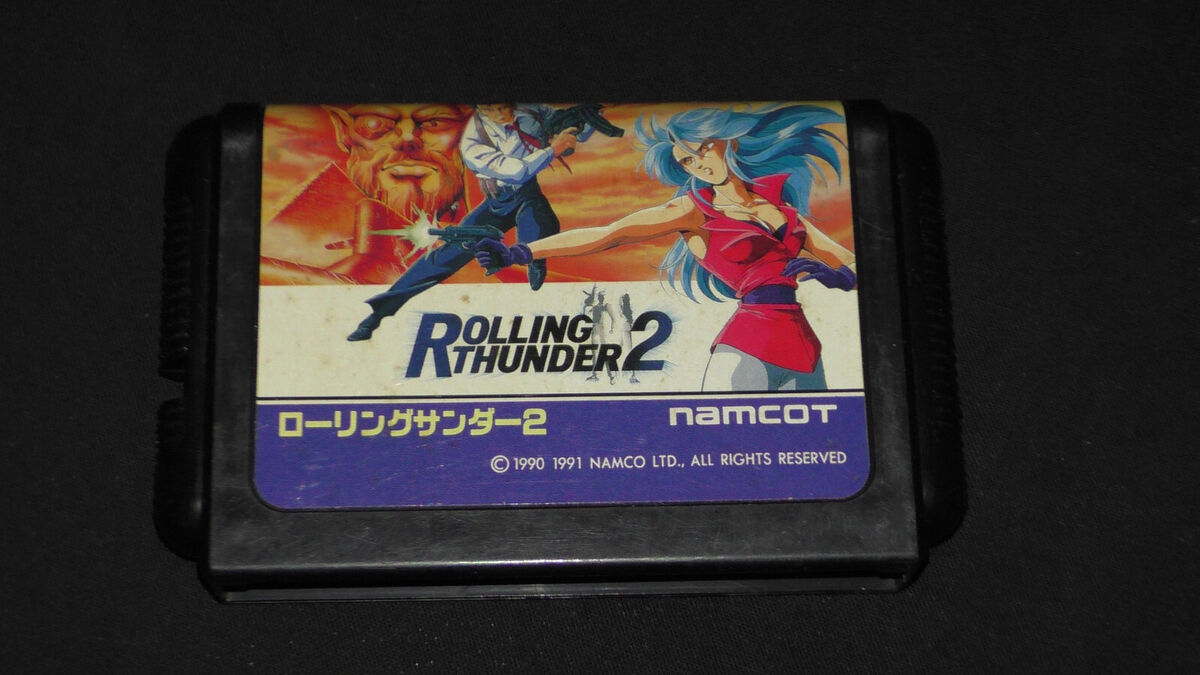 ROLLING
THUNDER 2
ローリングサンダー2
namcot
© 1990 1991 NAMCO LTD., ALL RIGHTS RESERVED